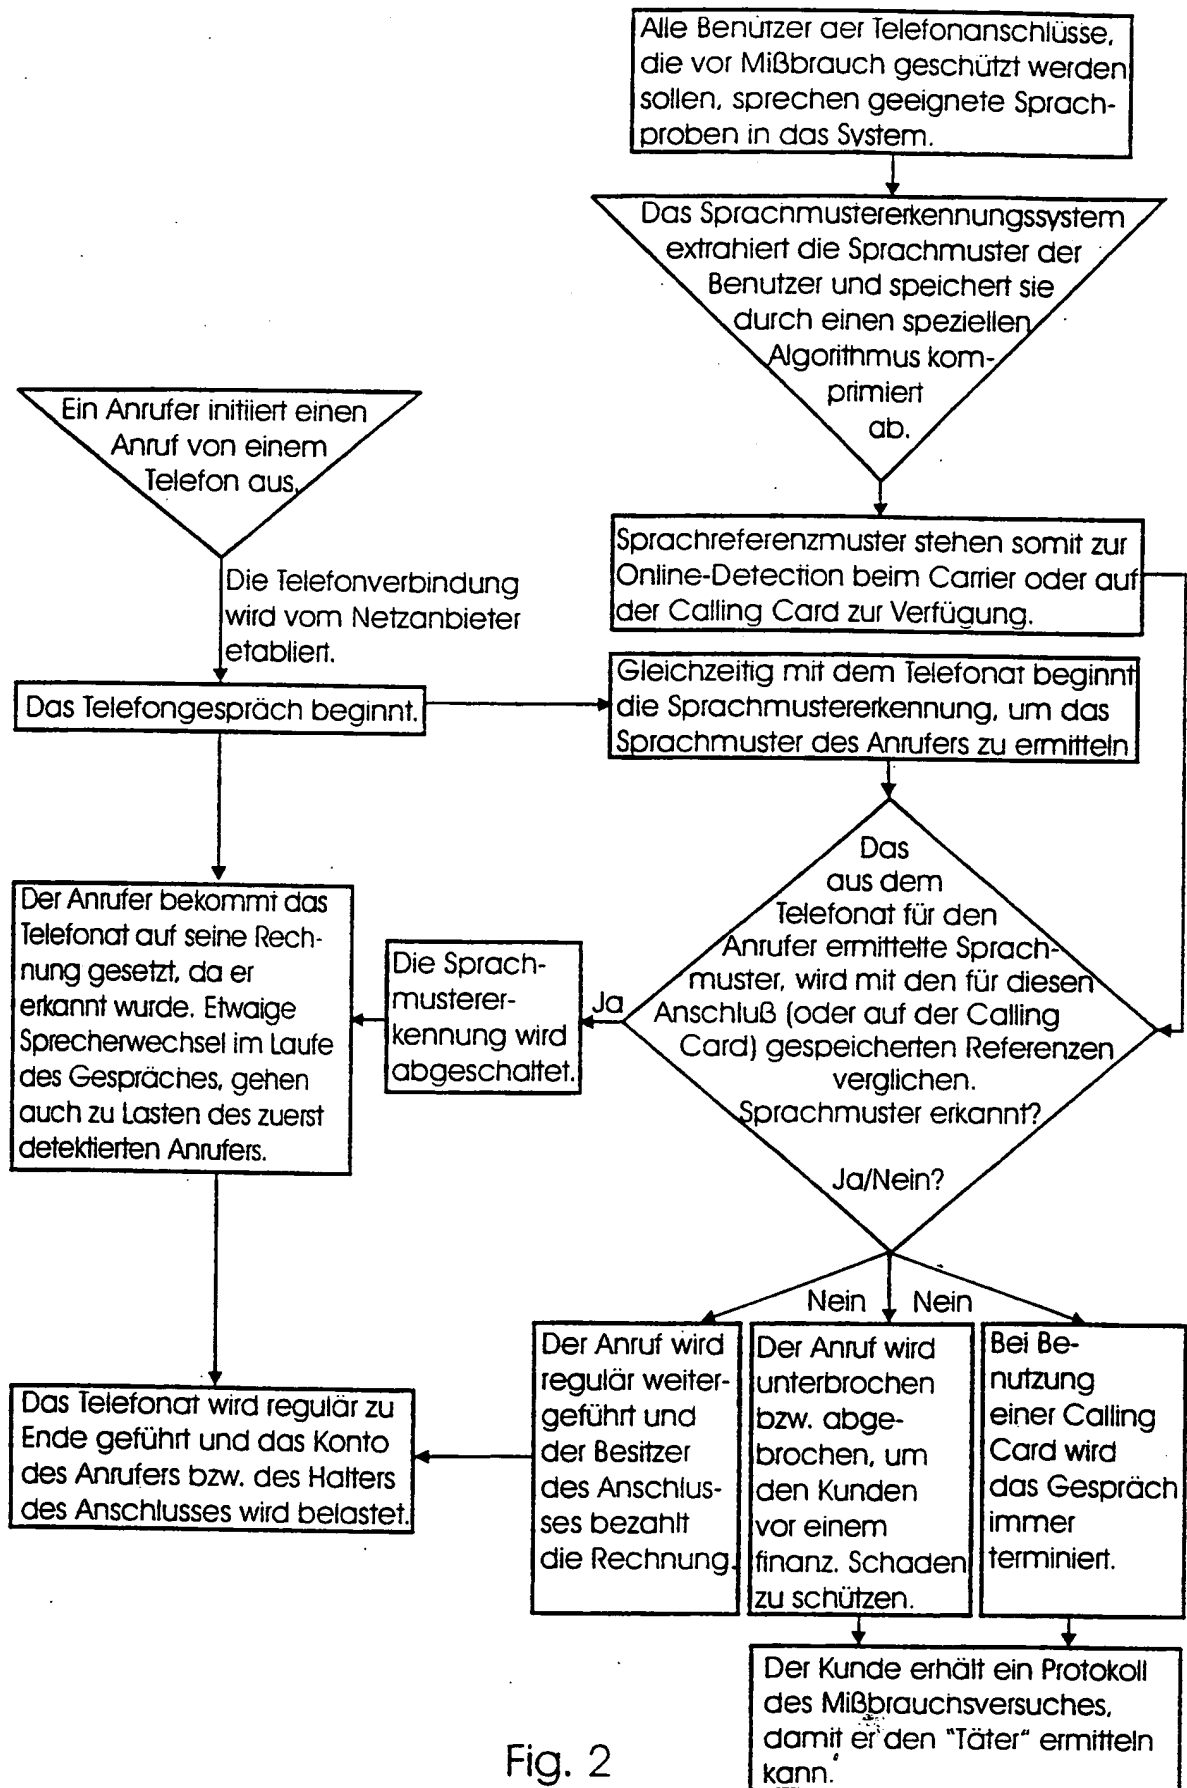 Alle Benutzer der Telefonanschlüsse,
die vor Mißbrauch geschützt werden
sollen, sprechen geeignete Sprach-
proben in das System.
Das Sprachmustererkennungssystem
extrahiert die Sprachmuster der
Benutzer und speichert sie
durch einen speziellen
Algorithmus kom-
primiert
ab.
Ein Anrufer initiiert einen
Anruf von einem
Telefon aus.
Sprachreferenzmuster stehen somit zur
Online-Detection beim Carrier oder auf
der Calling Card zur Verfügung.
Die Telefonverbindung
wird vom Netzanbieter
etabliert.
Das Telefongespräch beginnt.
Gleichzeitig mit dem Telefonat beginnt
die Sprachmustererkennung, um das
Sprachmuster des Anrufers zu ermitteln
Das
aus dem
Telefonat für den
Anrufer ermittelte Sprach-
muster, wird mit den für diesen
Anschluß (oder auf der Calling
Card) gespeicherten Referenzen
verglichen.
Sprachmuster erkannt?
Ja/Nein?
Ja
Die Sprach-
musterer-
kennung wird
abgeschaltet.
Der Anrufer bekommt das
Telefonat auf seine Rech-
nung gesetzt, da er
erkannt wurde. Etwaige
Sprecherwechsel im Laufe
des Gespräches, gehen
auch zu Lasten des zuerst
detektierten Anrufers.
Nein Nein
Der Anruf wird
regulär weiter-
geführt und
der Besitzer
des Anschlus-
ses bezahlt
die Rechnung.
Der Anruf wird
unterbrochen
bzw. abge-
brochen, um
den Kunden
vor einem
finanz. Schaden
zu schützen.
Bei Be-
nutzung
einer Calling
Card wird
das Gespräch
immer
terminiert.
Das Telefonat wird regulär zu
Ende geführt und das Konto
des Anrufers bzw. des Halters
des Anschlusses wird belastet.
Der Kunde erhält ein Protokoll
des Mißbrauchsversuches,
damit er den "Täter" ermitteln
kann.
Fig. 2